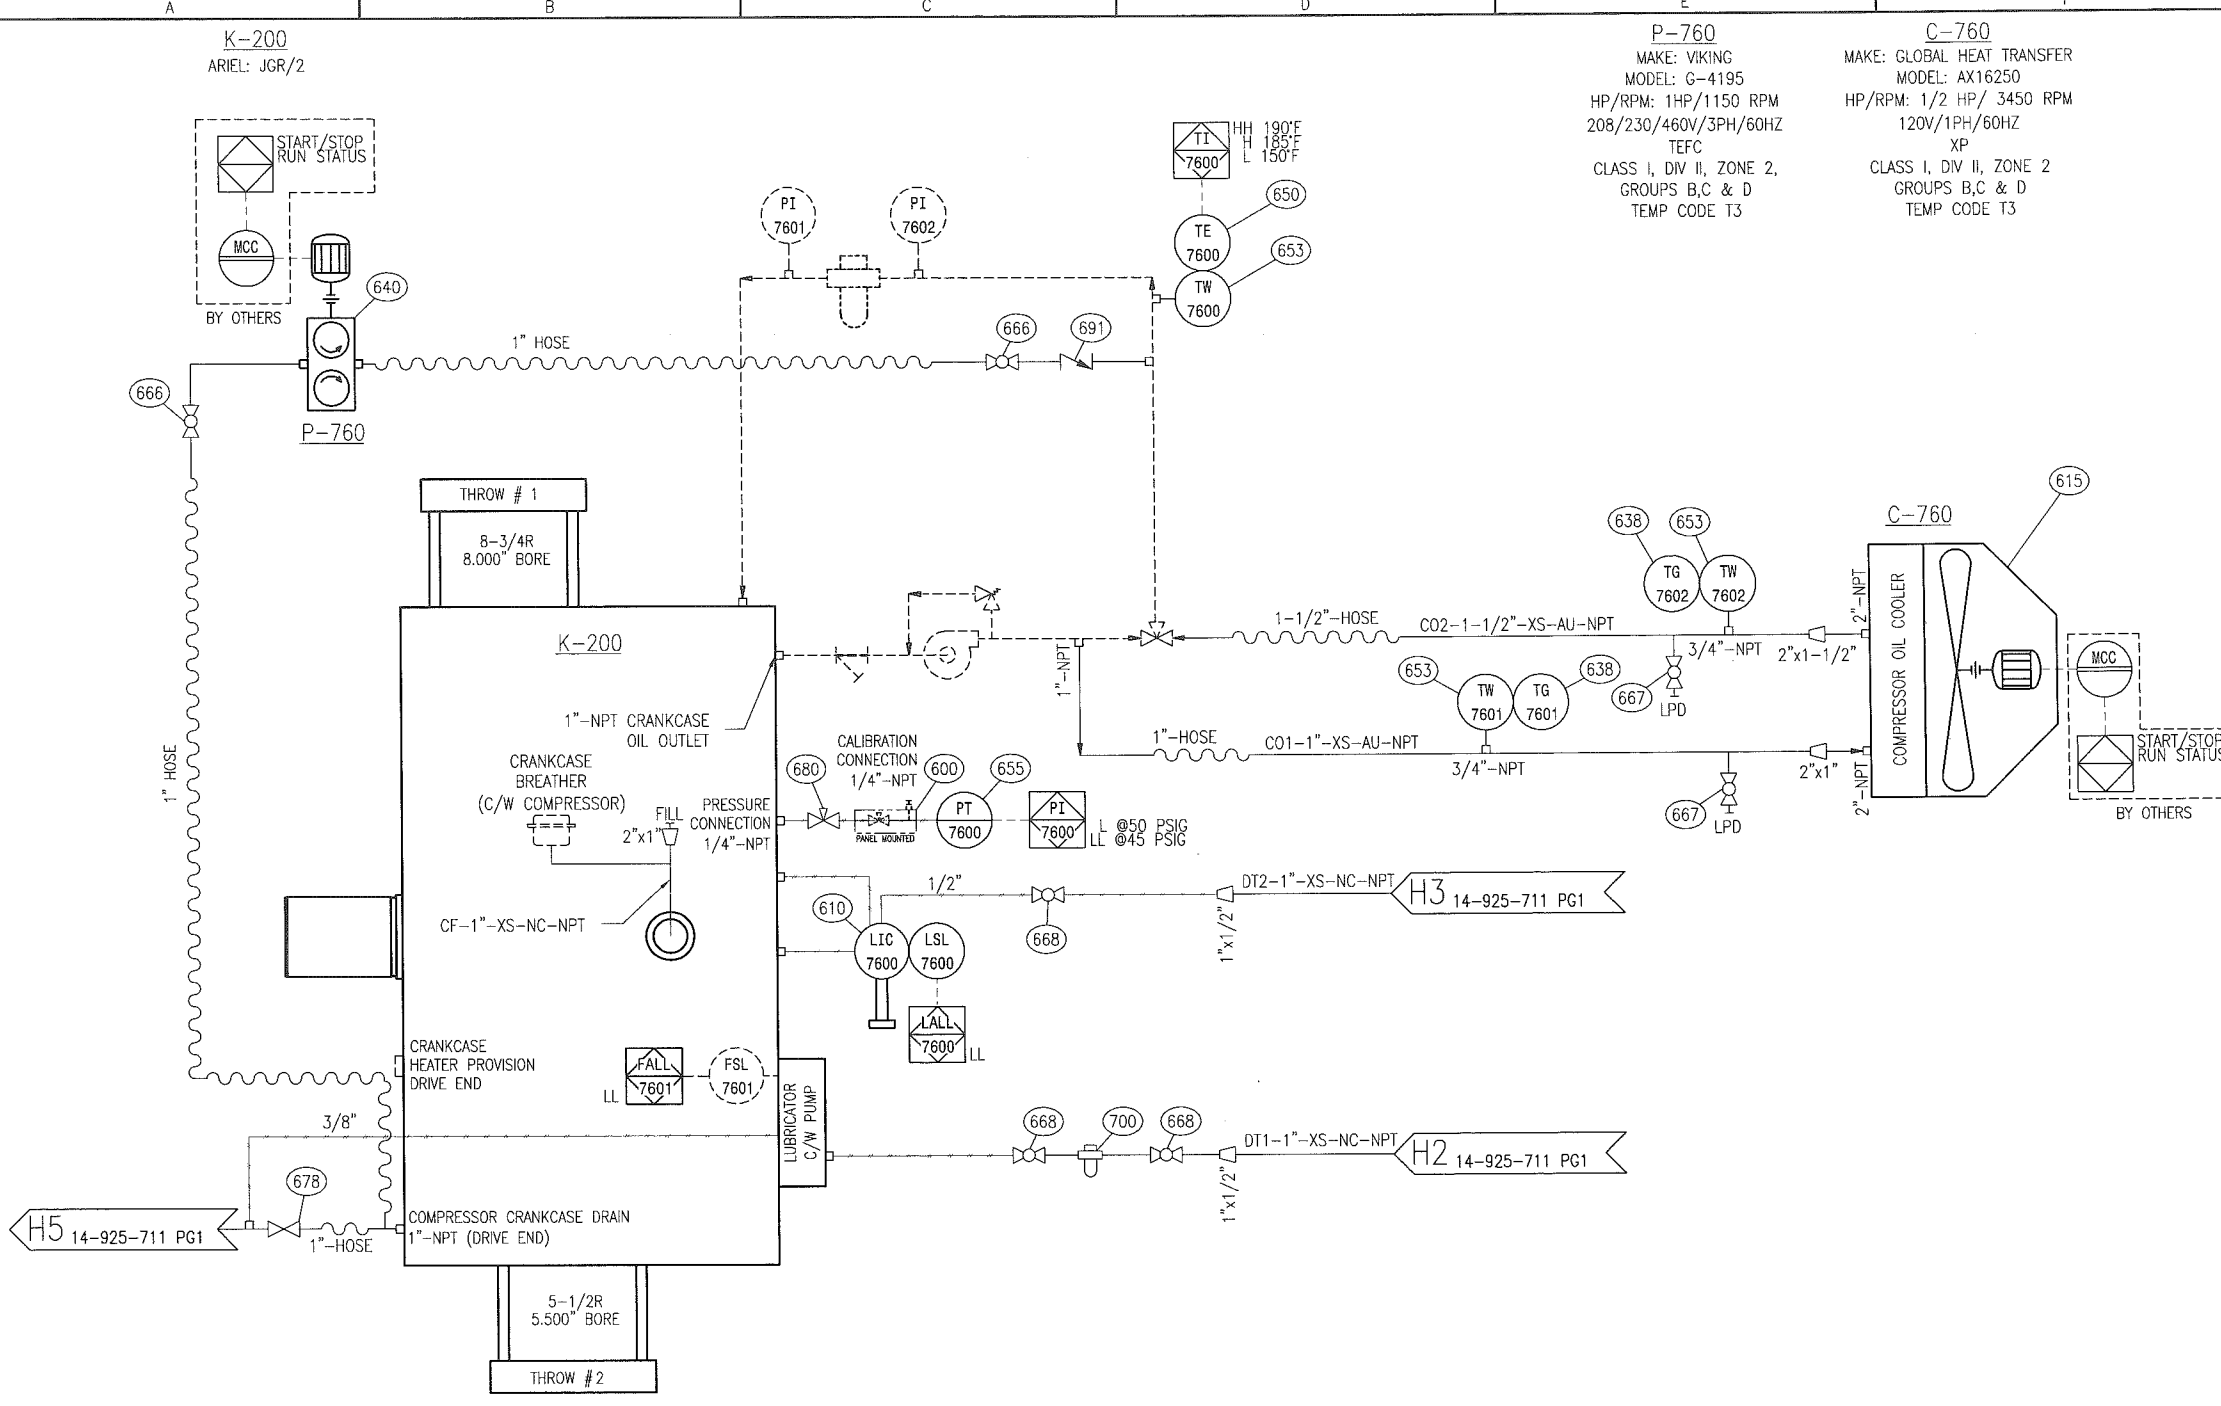 A
B
C
D
E
K-200
ARIEL: JGR/2
P-760
MAKE: VIKING
MODEL: G-4195
HP/RPM: 1HP/1150 RPM
208/230/460V/3PH/60HZ
TEFC
CLASS I, DIV II, ZONE 2,
GROUPS B,C & D
TEMP CODE T3
C-760
MAKE: GLOBAL HEAT TRANSFER
MODEL: AX16250
HP/RPM: 1/2 HP/ 3450 RPM
120V/1PH/60HZ
XP
CLASS I, DIV II, ZONE 2
GROUPS B,C & D
TEMP CODE T3
START/STOP
RUN STATUS
MCC
BY OTHERS
640
P-760
666
1" HOSE
1" HOSE
PI
7601
PI
7602
TI
7600
HH 190°F
H 185°F
L 150°F
650
TE
7600
653
TW
7600
666
691
THROW # 1
8-3/4R
8.000" BORE
K-200
1"-NPT CRANKCASE
OIL OUTLET
CRANKCASE
BREATHER
(C/W COMPRESSOR)
FILL
2"x1"
CF-1"-XS-NC-NPT
PRESSURE
CONNECTION
1/4"-NPT
680
CALIBRATION
CONNECTION
1/4"-NPT
600
PANEL MOUNTED
655
PT
7600
PI
7600
L @50 PSIG
LL @45 PSIG
1"-NPT
1-1/2"-HOSE
CO2-1-1/2"-XS-AU-NPT
638
653
TG
7602
TW
7602
3/4"-NPT
2"x1-1/2"
2"-NPT
667
LPD
653
638
TW
7601
TG
7601
1"-HOSE
CO1-1"-XS-AU-NPT
3/4"-NPT
2"x1"
2"-NPT
667
LPD
C-760
615
COMPRESSOR OIL COOLER
MCC
START/STOP
RUN STATUS
BY OTHERS
610
LIC
7600
LSL
7600
LALL
7600
LL
1/2"
668
1"x1/2"
DT2-1"-XS-NC-NPT
H3 14-925-711 PG1
CRANKCASE
HEATER PROVISION
DRIVE END
LL
FALL
7601
FSL
7601
LUBRICATOR
C/W PUMP
3/8"
668
700
668
1"x1/2"
DT1-1"-XS-NC-NPT
H2 14-925-711 PG1
678
H5 14-925-711 PG1
1"-HOSE
COMPRESSOR CRANKCASE DRAIN
1"-NPT (DRIVE END)
5-1/2R
5.500" BORE
THROW #2